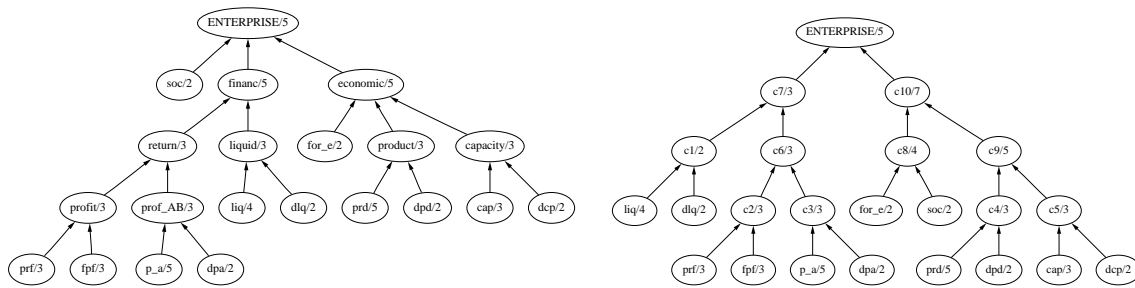 ENTERPRISE/5
soc/2 financ/5 economic/5
return/3 liquid/3 for_e/2 product/3 capacity/3
profit/3 prof_AB/3 liq/4 dlq/2 prd/5 dpd/2 cap/3 dcp/2
prf/3 fpf/3 p_a/5 dpa/2
ENTERPRISE/5
c7/3 c10/7
c1/2 c6/3 c8/4 c9/5
liq/4 dlq/2 c2/3 c3/3 for_e/2 soc/2 c4/3 c5/3
prf/3 fpf/3 p_a/5 dpa/2 prd/5 dpd/2 cap/3 dcp/2